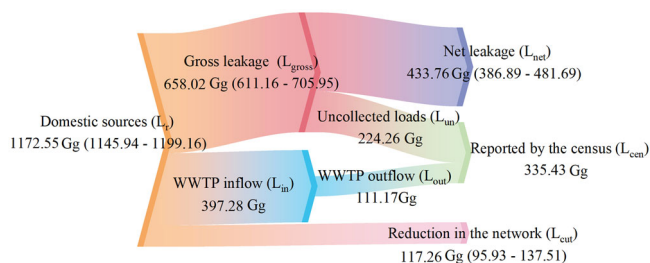 Gross leakage (L_gross)
658.02 Gg (611.16 - 705.95)
Net leakage (L_net)
433.76 Gg (386.89 - 481.69)
Domestic sources (L_r)
1172.55 Gg (1145.94 - 1199.16)
Uncollected loads (L_un)
224.26 Gg
Reported by the census (L_cen)
335.43 Gg
WWTP inflow (L_in)
397.28 Gg
WWTP outflow (L_out)
111.17Gg
Reduction in the network (L_cut)
117.26 Gg (95.93 - 137.51)